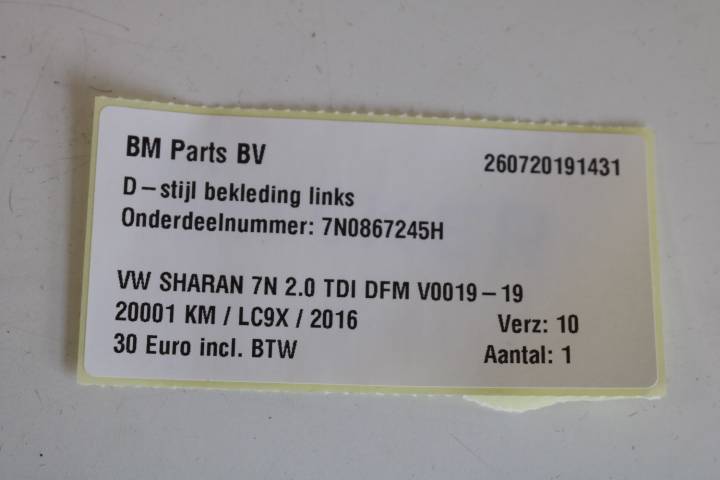 BM Parts BV 260720191431
D-stijl bekleding links
Onderdeelnummer: 7N0867245H
VW SHARAN 7N 2.0 TDI DFM V0019-19
20001 KM / LC9X / 2016 Verz: 10
30 Euro incl. BTW Aantal: 1